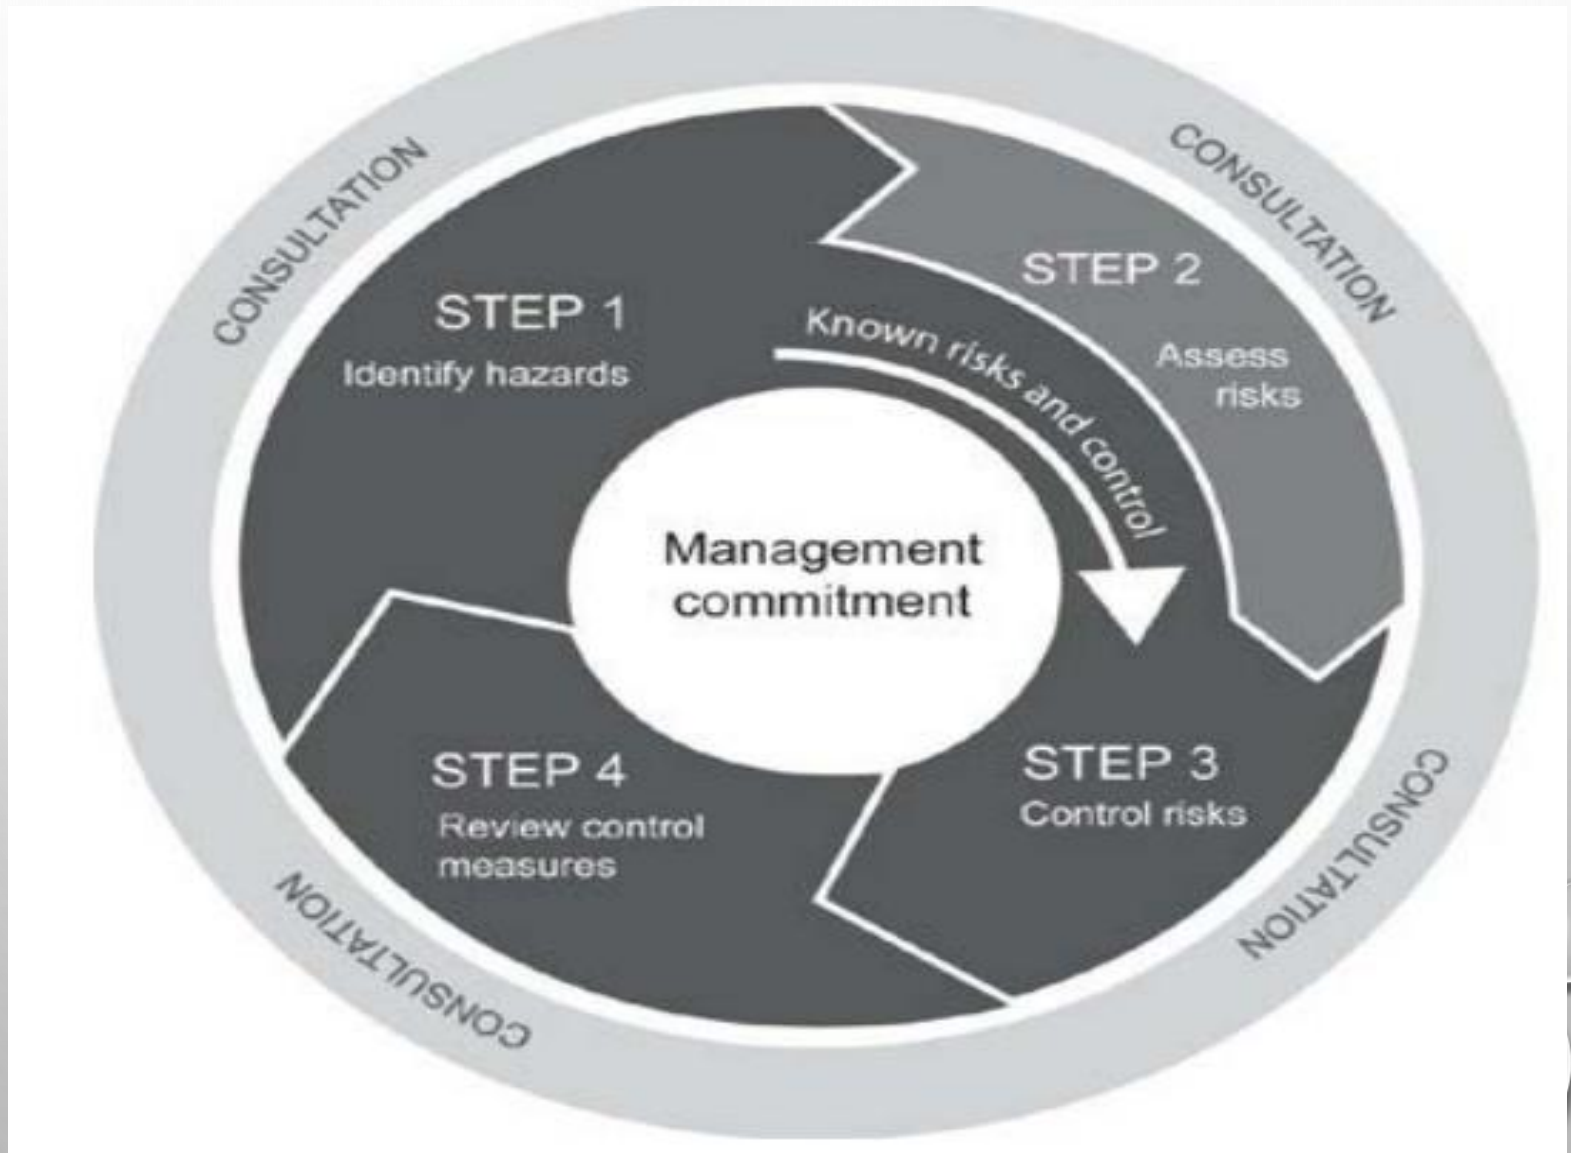 CONSULTATION
CONSULTATION
STEP 1
Identify hazards
STEP 2
Assess
risks
Known risks and control
Management
commitment
STEP 3
Control risks
STEP 4
Review control
measures
CONSULTATION
CONSULTATION